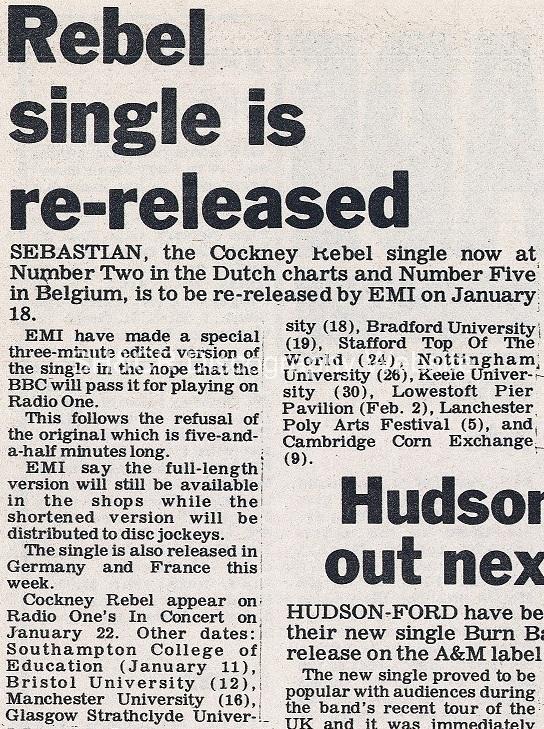 Rebel
single is
re-released
SEBASTIAN, the Cockney Rebel single now at
Number Two in the Dutch charts and Number Five
in Belgium, is to be re-released by EMI on January
18.
EMI have made a special
three-minute edited version of
the single in the hope that the
BBC will pass it for playing on
Radio One.
This follows the refusal of
the original which is five-and-
a-half minutes long.
EMI say the full-length
version will still be available
in the shops while the
shortened version will be
distributed to disc jockeys.
The single is also released in
Germany and France this
week.
Cockney Rebel appear on
Radio One's In Concert on
January 22. Other dates:
Southampton College of
Education (January 11),
Bristol University (12),
Manchester University (16),
Glasgow Strathclyde Univer-
sity (18), Bradford University
(19), Stafford Top Of The
World (24), Nottingham
University (26), Keele Univer-
sity (30), Lowestoft Pier
Pavilion (Feb. 2), Lanchester
Poly Arts Festival (5), and
Cambridge Corn Exchange
(9).
Hudson
out nex
HUDSON-FORD have be
their new single Burn Ba
release on the A&M label
The new single proved to be
popular with audiences during
the band's recent tour of the
UK and it was immediately